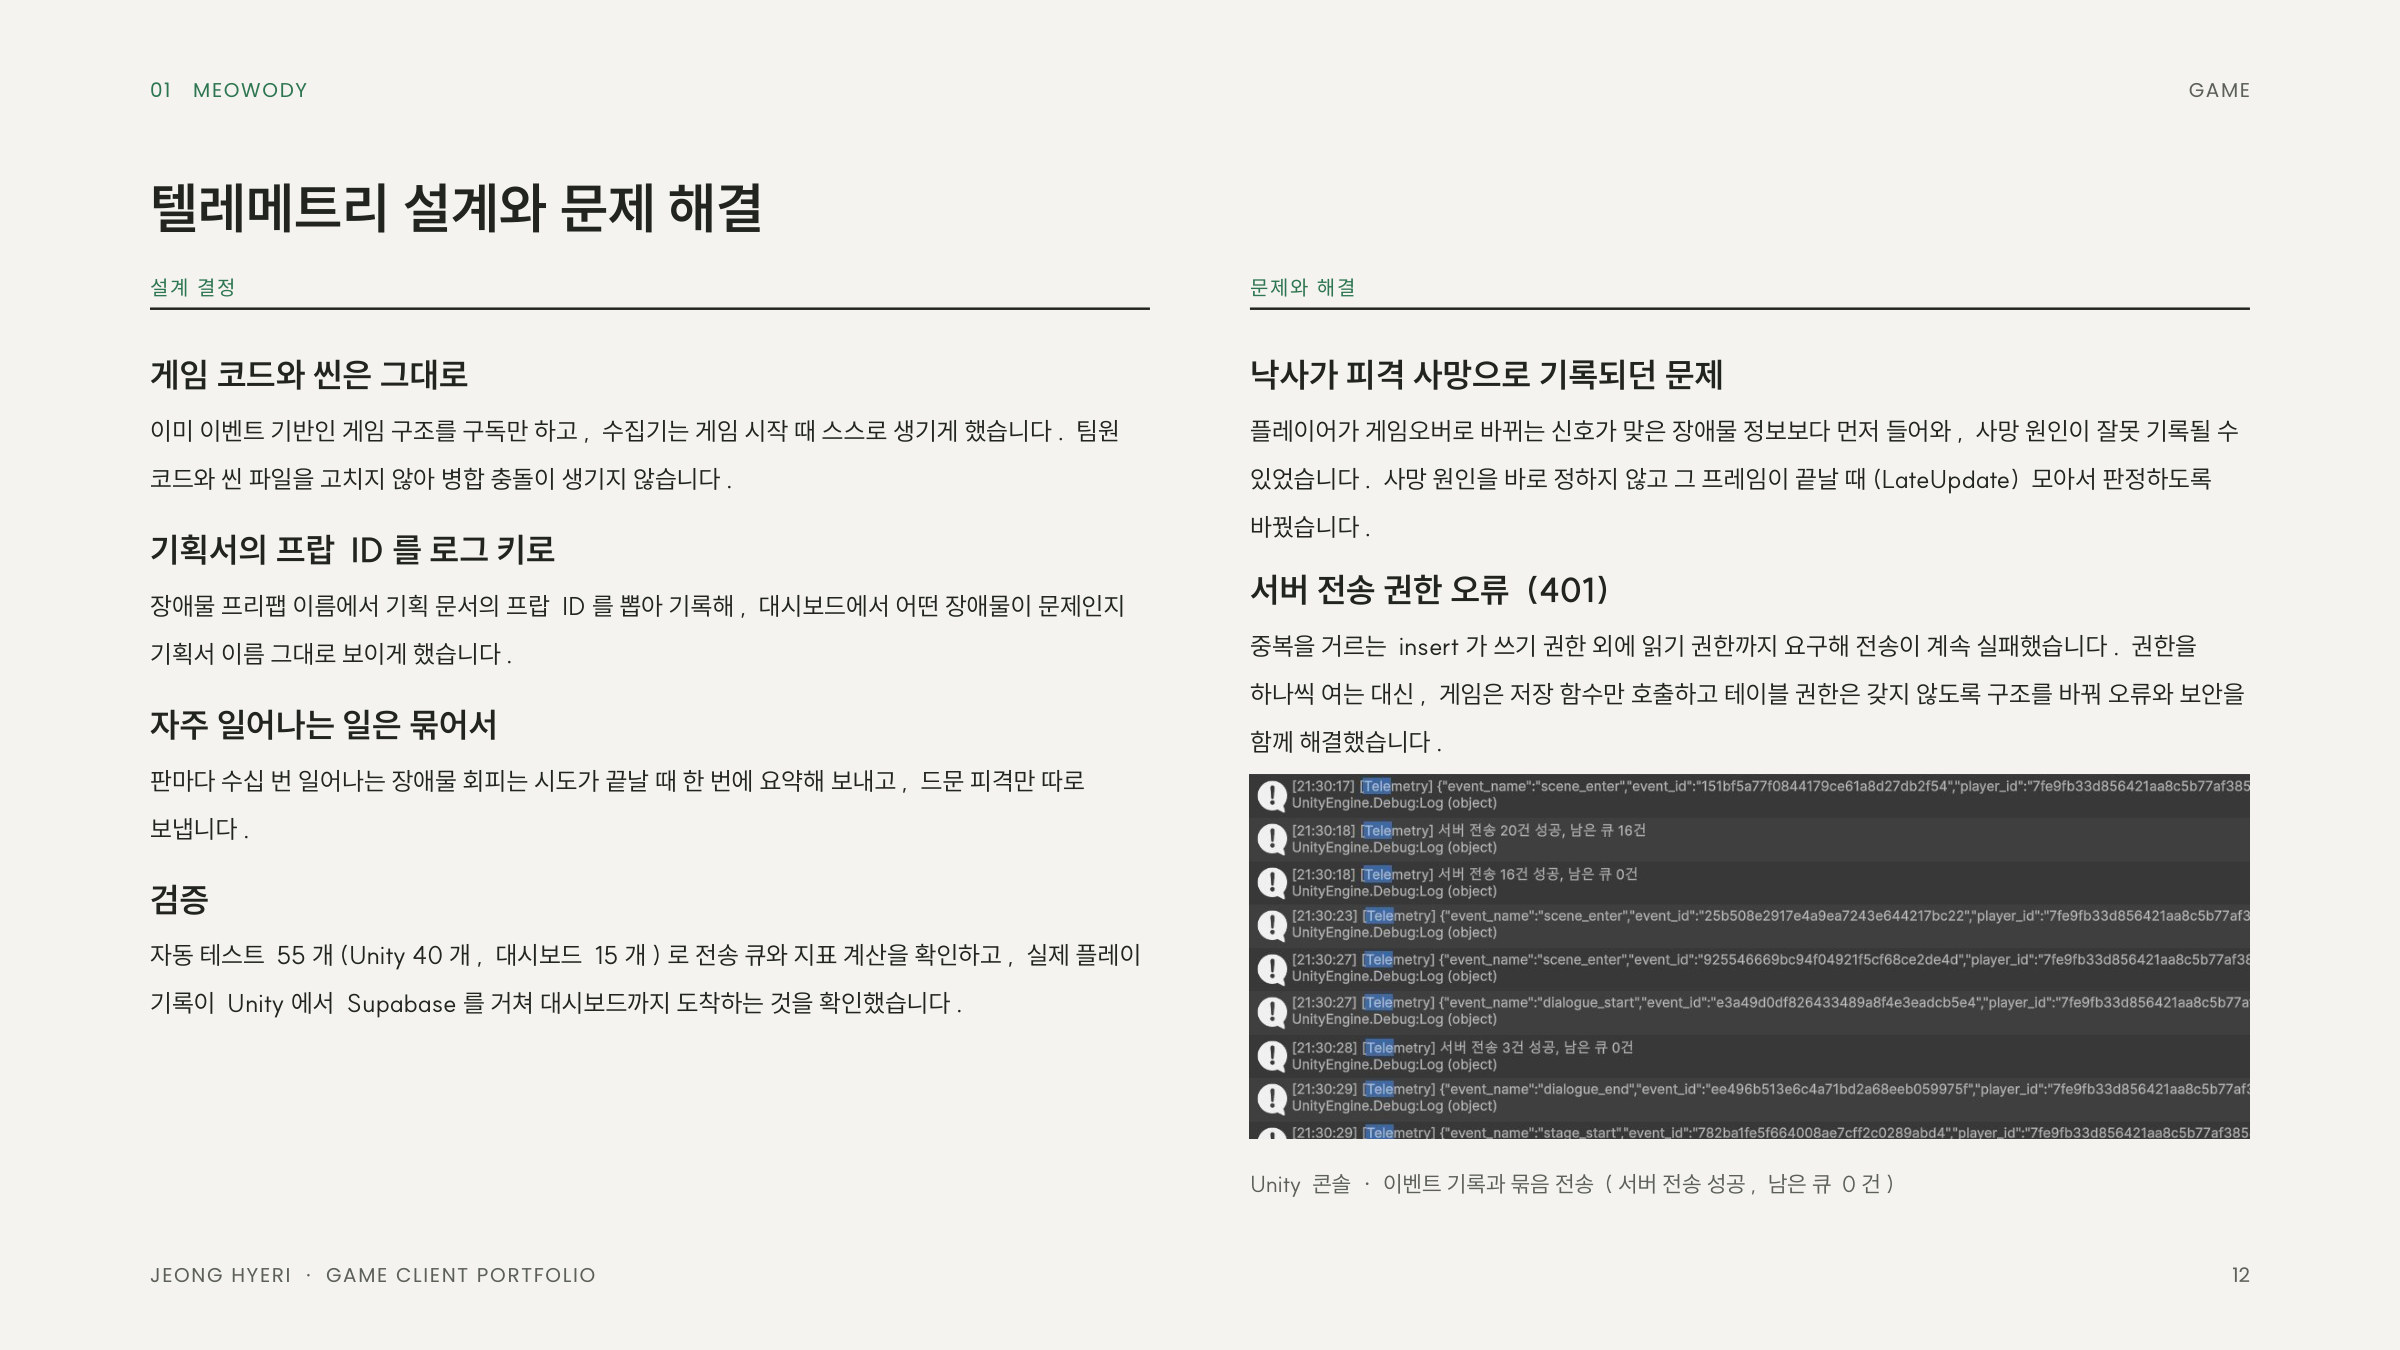 01 MEOWODY
GAME
텔레메트리 설계와 문제 해결
설계 결정
게임 코드와 씬은 그대로
이미 이벤트 기반인 게임 구조를 구독만 하고, 수집기는 게임 시작 때 스스로 생기게 했습니다. 팀원
코드와 씬 파일을 고치지 않아 병합 충돌이 생기지 않습니다.
기획서의 프랍 ID를 로그 키로
장애물 프리팹 이름에서 기획 문서의 프랍 ID를 뽑아 기록해, 대시보드에서 어떤 장애물이 문제인지
기획서 이름 그대로 보이게 했습니다.
자주 일어나는 일은 묶어서
판마다 수십 번 일어나는 장애물 회피는 시도가 끝날 때 한 번에 요약해 보내고, 드문 피격만 따로
보냅니다.
검증
자동 테스트 55개(Unity 40개, 대시보드 15개)로 전송 큐와 지표 계산을 확인하고, 실제 플레이
기록이 Unity에서 Supabase를 거쳐 대시보드까지 도착하는 것을 확인했습니다.
문제와 해결
낙사가 피격 사망으로 기록되던 문제
플레이어가 게임오버로 바뀌는 신호가 맞은 장애물 정보보다 먼저 들어와, 사망 원인이 잘못 기록될 수
있었습니다. 사망 원인을 바로 정하지 않고 그 프레임이 끝날 때(LateUpdate) 모아서 판정하도록
바꿨습니다.
서버 전송 권한 오류 (401)
중복을 거르는 insert가 쓰기 권한 외에 읽기 권한까지 요구해 전송이 계속 실패했습니다. 권한을
하나씩 여는 대신, 게임은 저장 함수만 호출하고 테이블 권한은 갖지 않도록 구조를 바꿔 오류와 보안을
함께 해결했습니다.
[21:30:17] [Telemetry] {"event_name":"scene_enter","event_id":"151bf5a77f0844179ce61a8d27db2f54","player_id":"7fe9fb33d856421aa8c5b77af385
UnityEngine.Debug:Log (object)
[21:30:18] [Telemetry] 서버 전송 20건 성공, 남은 큐 16건
UnityEngine.Debug:Log (object)
[21:30:18] [Telemetry] 서버 전송 16건 성공, 남은 큐 0건
UnityEngine.Debug:Log (object)
[21:30:23] [Telemetry] {"event_name":"scene_enter","event_id":"25b508e2917e4a9ea7243e644217bc22","player_id":"7fe9fb33d856421aa8c5b77af3
UnityEngine.Debug:Log (object)
[21:30:27] [Telemetry] {"event_name":"scene_enter","event_id":"925546669bc94f04921f5cf68ce2de4d","player_id":"7fe9fb33d856421aa8c5b77af38
UnityEngine.Debug:Log (object)
[21:30:27] [Telemetry] {"event_name":"dialogue_start","event_id":"e3a49d0df826433489a8f4e3eadcb5e4","player_id":"7fe9fb33d856421aa8c5b77a
UnityEngine.Debug:Log (object)
[21:30:28] [Telemetry] 서버 전송 3건 성공, 남은 큐 0건
UnityEngine.Debug:Log (object)
[21:30:29] [Telemetry] {"event_name":"dialogue_end","event_id":"ee496b513e6c4a71bd2a68eeb059975f","player_id":"7fe9fb33d856421aa8c5b77af3
UnityEngine.Debug:Log (object)
[21:30:29] [Telemetry] {"event_name":"stage_start","event_id":"782ba1fe5f664008ae7cff2c0289abd4","player_id":"7fe9fb33d856421aa8c5b77af385
Unity 콘솔 · 이벤트 기록과 묶음 전송 (서버 전송 성공, 남은 큐 0건)
JEONG HYERI · GAME CLIENT PORTFOLIO
12